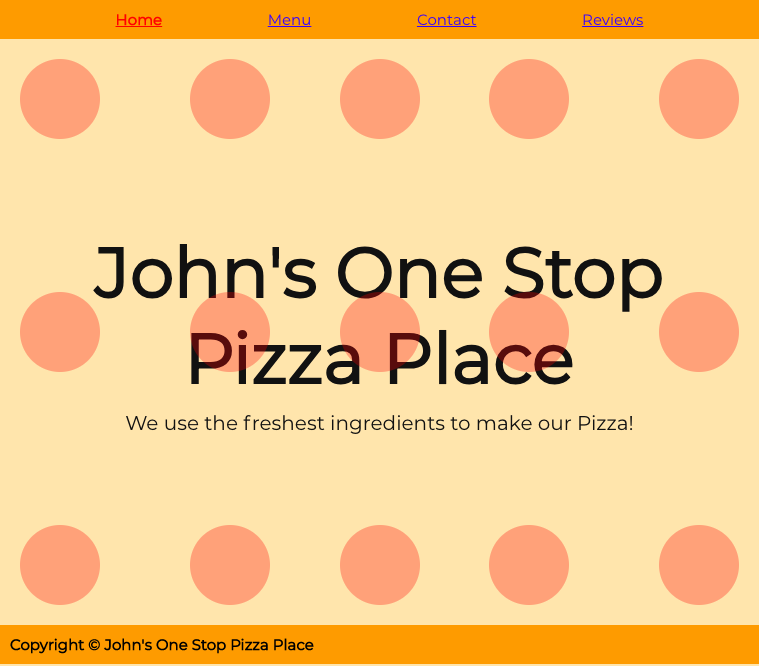 Home Menu Contact Reviews
John's One Stop
Pizza Place
We use the freshest ingredients to make our Pizza!
Copyright © John's One Stop Pizza Place